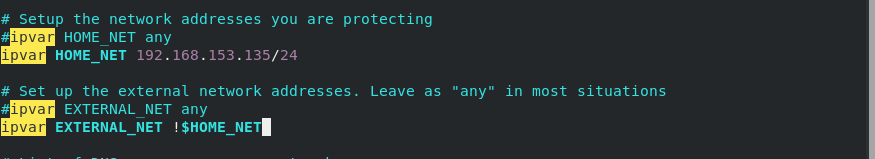 # Setup the network addresses you are protecting
#ipvar HOME_NET any
ipvar HOME_NET 192.168.153.135/24
# Set up the external network addresses. Leave as "any" in most situations
#ipvar EXTERNAL_NET any
ipvar EXTERNAL_NET !$HOME_NET